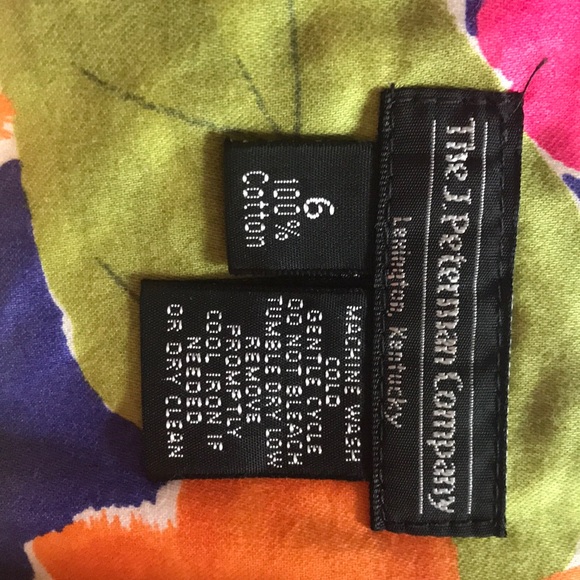 The J. Peterman Company
Lexington, Kentucky
6
100%
Cotton
MACHINE WASH
COLD
GENTLE CYCLE
DO NOT BLEACH
TUMBLE DRY LOW
REMOVE
PROMPTLY
COOL IRON IF
NEEDED
OR DRY CLEAN